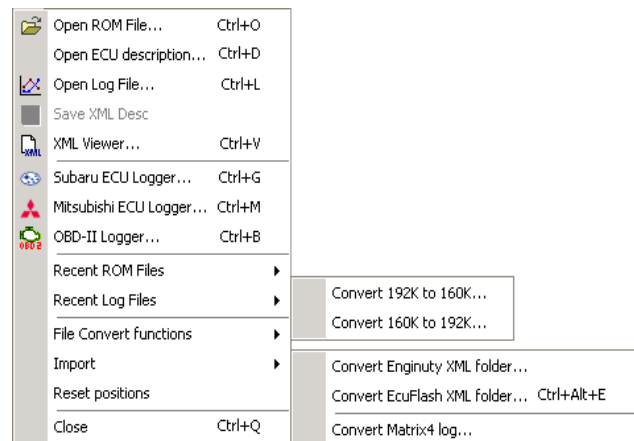 Open ROM File... Ctrl+O
Open ECU description... Ctrl+D
Open Log File... Ctrl+L
Save XML Desc
XML Viewer... Ctrl+V
XML
Subaru ECU Logger... Ctrl+G
Mitsubishi ECU Logger... Ctrl+M
OBD-II Logger... Ctrl+B
OBD2
Recent ROM Files
Recent Log Files
File Convert functions
Import
Reset positions
Close Ctrl+Q
Convert 192K to 160K...
Convert 160K to 192K...
Convert Enginuty XML folder...
Convert EcuFlash XML folder... Ctrl+Alt+E
Convert Matrix4 log...